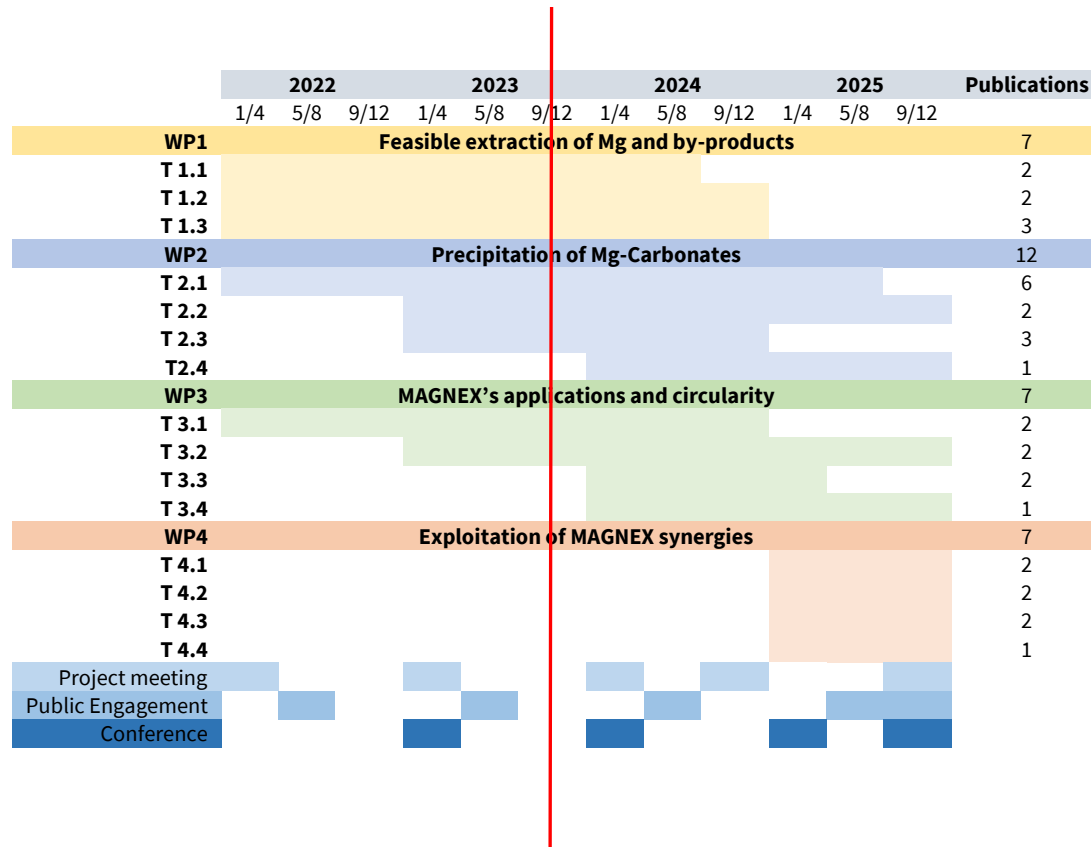 2022 2023 2024 2025 Publications
1/4 5/8 9/12 1/4 5/8 9/12 1/4 5/8 9/12 1/4 5/8 9/12
WP1 Feasible extraction of Mg and by-products 7
T 1.1 2
T 1.2 2
T 1.3 3
WP2 Precipitation of Mg-Carbonates 12
T 2.1 6
T 2.2 2
T 2.3 3
T2.4 1
WP3 MAGNEX's applications and circularity 7
T 3.1 2
T 3.2 2
T 3.3 2
T 3.4 1
WP4 Exploitation of MAGNEX synergies 7
T 4.1 2
T 4.2 2
T 4.3 2
T 4.4 1
Project meeting
Public Engagement
Conference